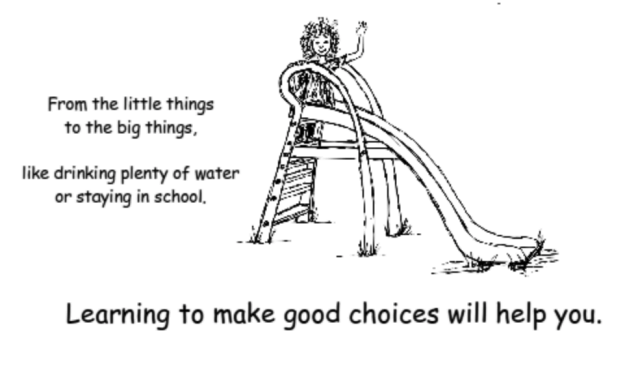 From the little things
to the big things,
like drinking plenty of water
or staying in school.
Learning to make good choices will help you.